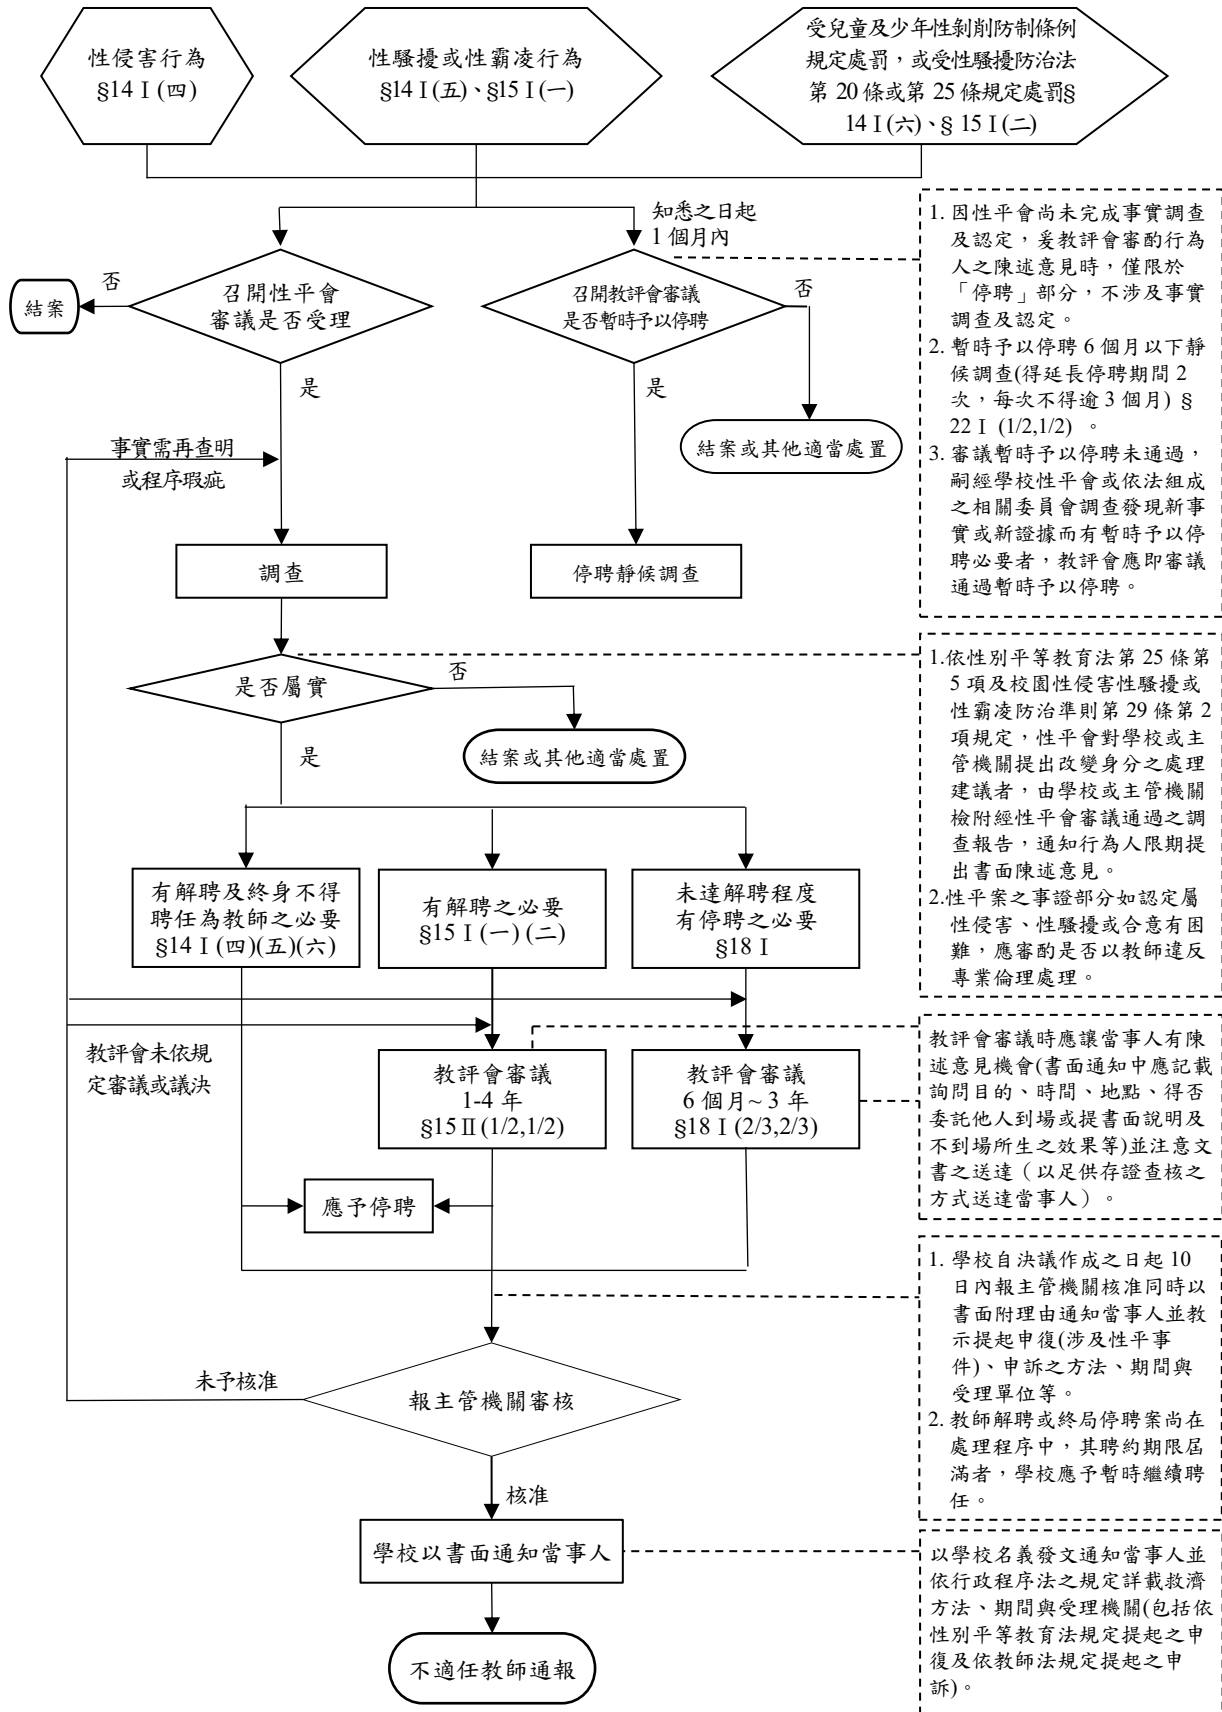 性侵害行為
§14 I (四)
性騷擾或性霸凌行為
§14 I (五)、§15 I (一)
受兒童及少年性剝削防制條例
規定處罰，或受性騷擾防治法
第 20 條或第 25 條規定處罰§
14 I (六)、§ 15 I (二)
知悉之日起
1 個月內
否
結案
召開性平會
審議是否受理
召開教評會審議
是否暫時予以停聘
否
是
是
結案或其他適當處置
1. 因性平會尚未完成事實調查
及認定，爰教評會審酌行為
人之陳述意見時，僅限於
「停聘」部分，不涉及事實
調查及認定。
2. 暫時予以停聘 6 個月以下靜
候調查(得延長停聘期間 2
次，每次不得逾 3 個月) §
22 I (1/2,1/2) 。
3. 審議暫時予以停聘未通過，
嗣經學校性平會或依法組成
之相關委員會調查發現新事
實或新證據而有暫時予以停
聘必要者，教評會應即審議
通過暫時予以停聘。
事實需再查明
或程序瑕疵
調查
停聘靜候調查
是否屬實
否
是
結案或其他適當處置
1.依性別平等教育法第 25 條第
5 項及校園性侵害性騷擾或
性霸凌防治準則第 29 條第 2
項規定，性平會對學校或主
管機關提出改變身分之處理
建議者，由學校或主管機關
檢附經性平會審議通過之調
查報告，通知行為人限期提
出書面陳述意見。
2.性平案之事證部分如認定屬
性侵害、性騷擾或合意有困
難，應審酌是否以教師違反
專業倫理處理。
有解聘及終身不得
聘任為教師之必要
§14 I (四)(五)(六)
有解聘之必要
§15 I (一) (二)
未達解聘程度
有停聘之必要
§18 I
教評會未依規
定審議或議決
教評會審議
1-4 年
§15 II (1/2,1/2)
教評會審議
6 個月~ 3 年
§18 I (2/3,2/3)
教評會審議時應讓當事人有陳
述意見機會(書面通知中應記載
詢問目的、時間、地點、得否
委託他人到場或提書面說明及
不到場所生之效果等)並注意文
書之送達（以足供存證查核之
方式送達當事人）。
應予停聘
1. 學校自決議作成之日起 10
日內報主管機關核准同時以
書面附理由通知當事人並教
示提起申復(涉及性平事
件)、申訴之方法、期間與
受理單位等。
2. 教師解聘或終局停聘案尚在
處理程序中，其聘約期限屆
滿者，學校應予暫時繼續聘
任。
未予核准
報主管機關審核
核准
學校以書面通知當事人
以學校名義發文通知當事人並
依行政程序法之規定詳載救濟
方法、期間與受理機關(包括依
性別平等教育法規定提起之申
復及依教師法規定提起之申
訴)。
不適任教師通報